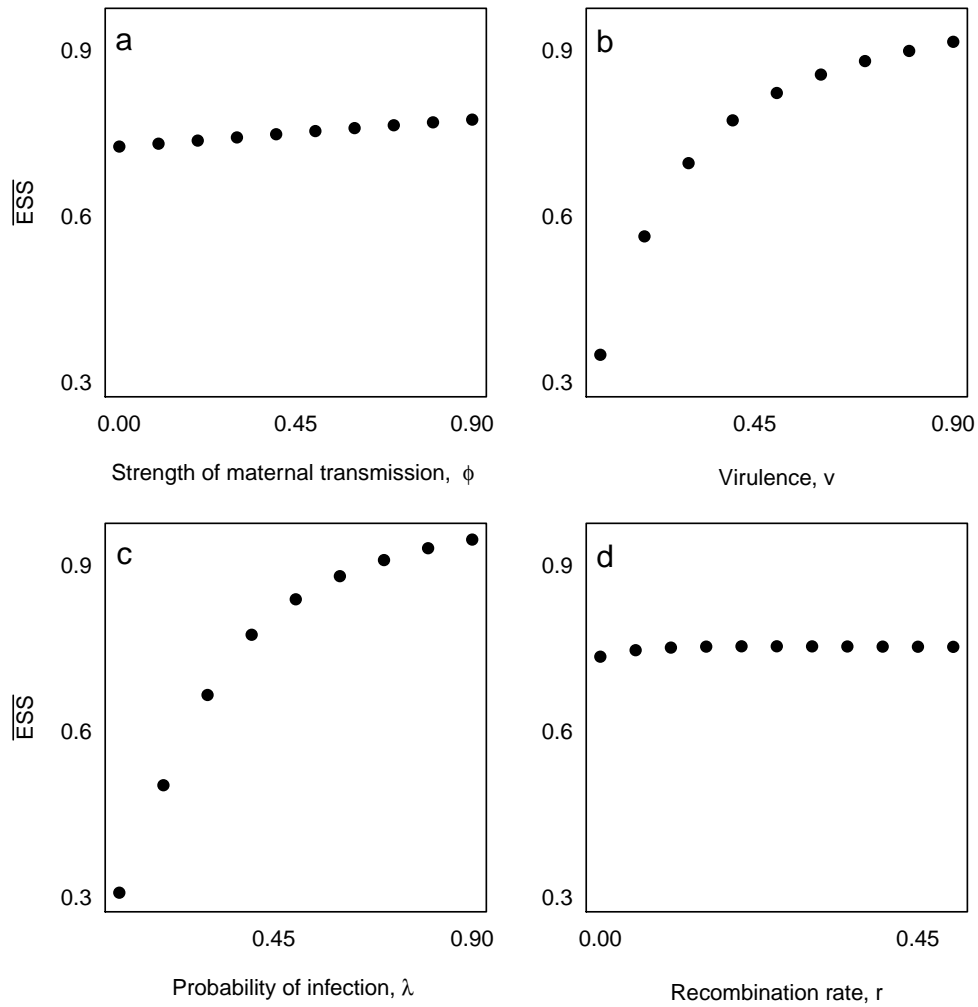 a
0.9
0.6
0.3
ESS
0.00 0.45 0.90
Strength of maternal transmission, ϕ
b
0.9
0.6
0.3
0.45 0.90
Virulence, v
c
0.9
0.6
0.3
ESS
0.45 0.90
Probability of infection, λ
d
0.9
0.6
0.3
0.00 0.45
Recombination rate, r